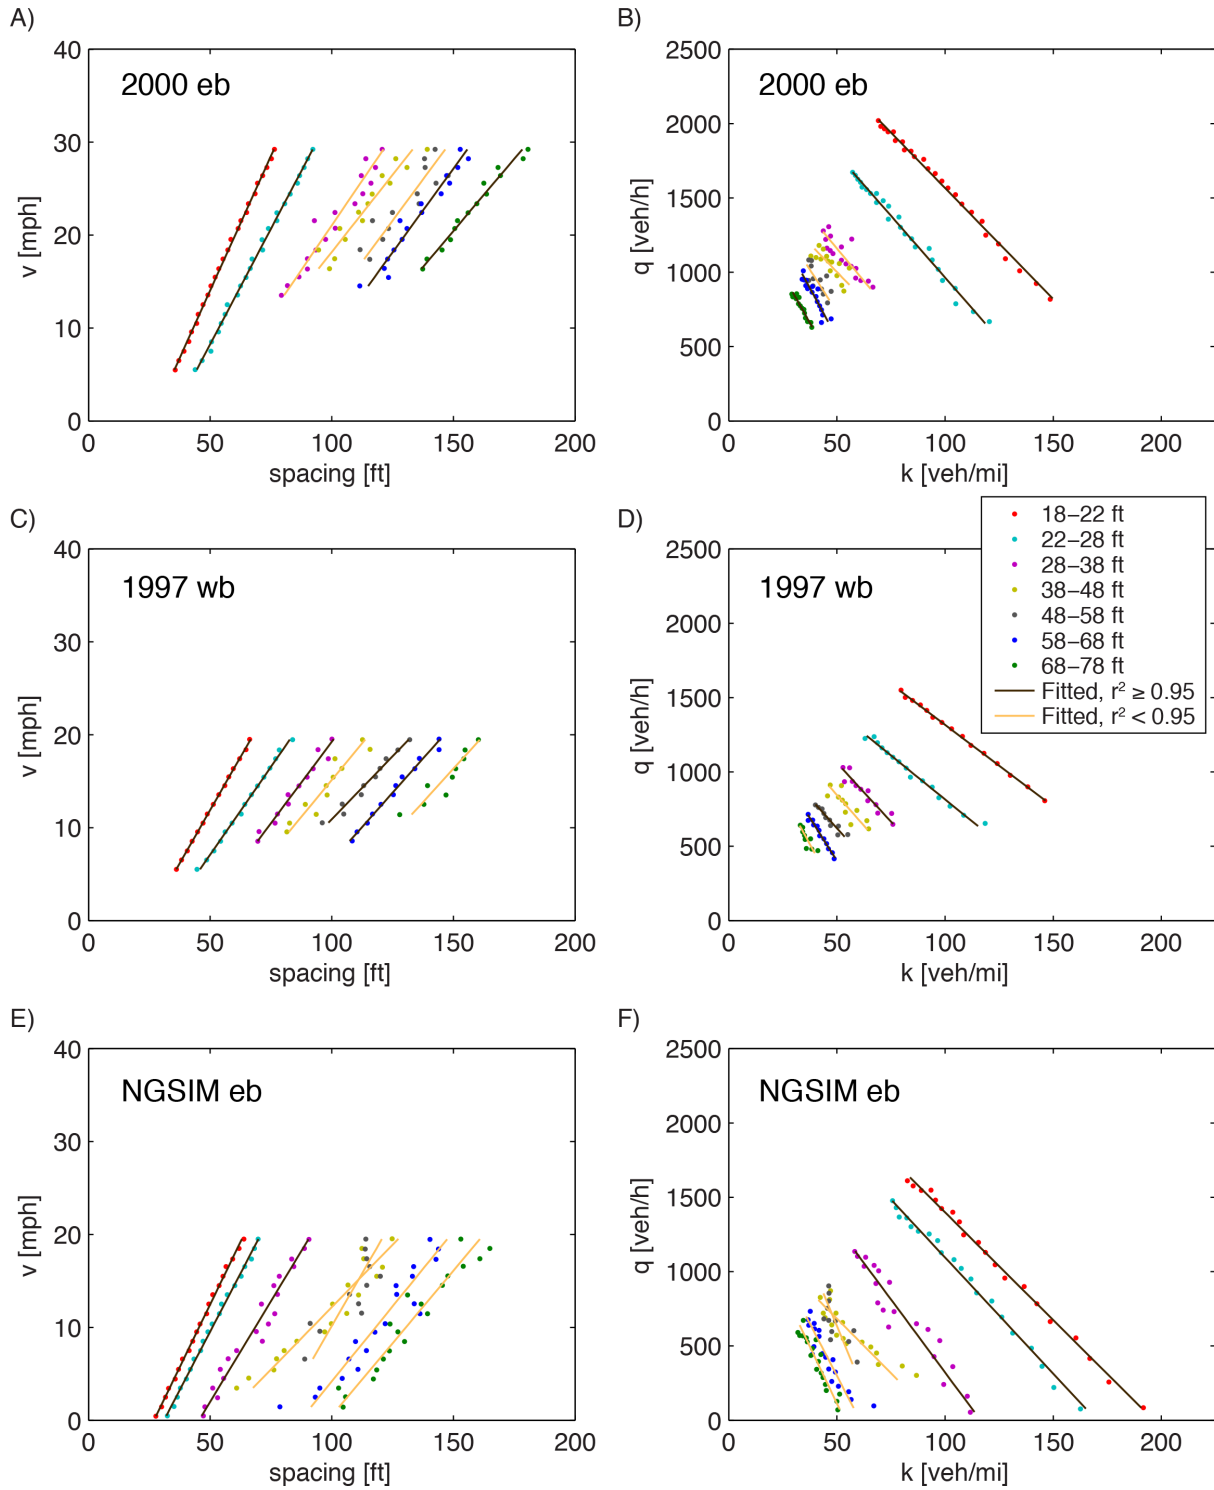 A)
40
30
20
10
0
v [mph]
2000 eb
0 50 100 150 200
spacing [ft]
B)
2500
2000
1500
1000
500
0
q [veh/h]
2000 eb
0 50 100 150 200
k [veh/mi]
C)
40
30
20
10
0
v [mph]
1997 wb
0 50 100 150 200
spacing [ft]
D)
2500
2000
1500
1000
500
0
q [veh/h]
1997 wb
18–22 ft
22–28 ft
28–38 ft
38–48 ft
48–58 ft
58–68 ft
68–78 ft
Fitted, r² ≥ 0.95
Fitted, r² < 0.95
0 50 100 150 200
k [veh/mi]
E)
40
30
20
10
0
v [mph]
NGSIM eb
0 50 100 150 200
spacing [ft]
F)
2500
2000
1500
1000
500
0
q [veh/h]
NGSIM eb
0 50 100 150 200
k [veh/mi]